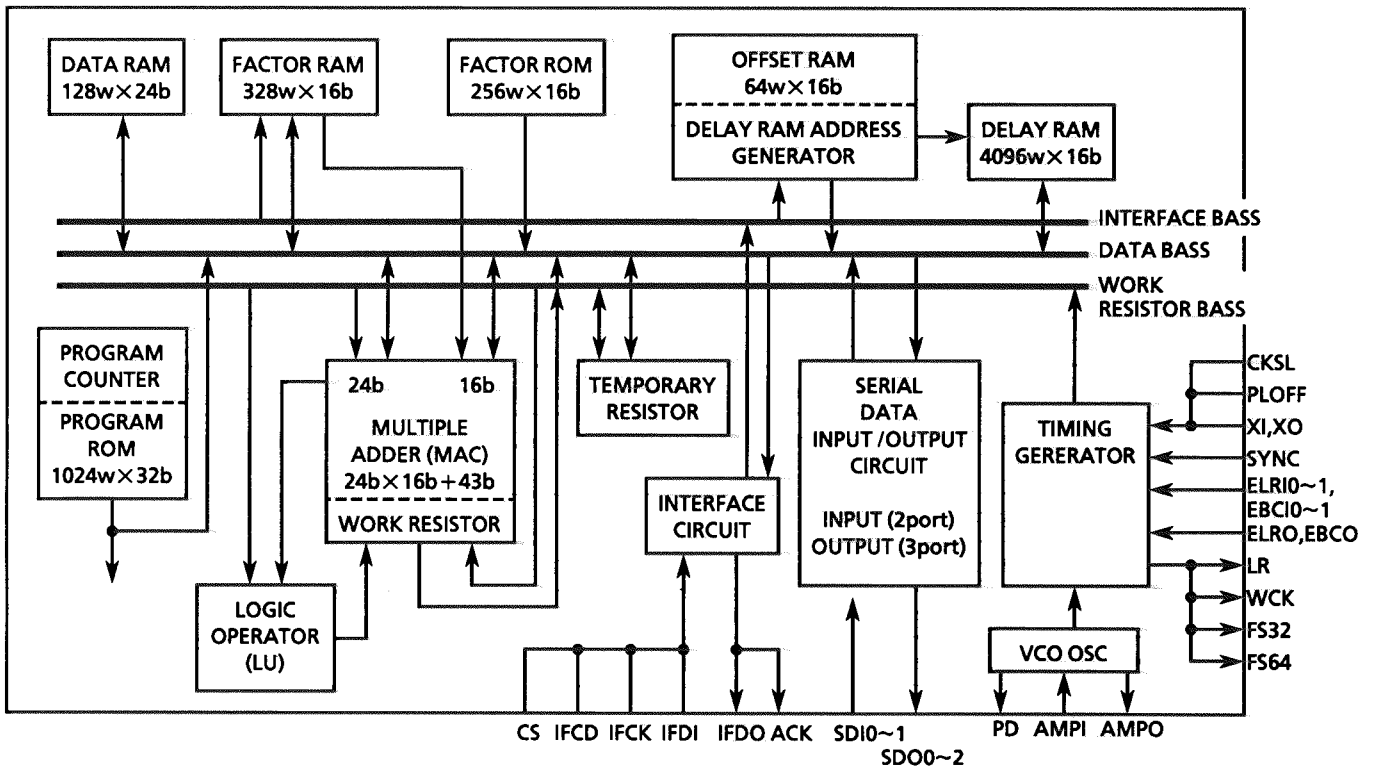 DATA RAM
128w×24b
FACTOR RAM
328w×16b
FACTOR ROM
256w×16b
OFFSET RAM
64w×16b
DELAY RAM ADDRESS
GENERATOR
DELAY RAM
4096w×16b
INTERFACE BASS
DATA BASS
WORK
RESISTOR BASS
PROGRAM
COUNTER
PROGRAM
ROM
1024w×32b
24b 16b
MULTIPLE
ADDER (MAC)
24b×16b+43b
WORK RESISTOR
TEMPORARY
RESISTOR
SERIAL
DATA
INPUT /OUTPUT
CIRCUIT
INPUT (2port)
OUTPUT (3port)
TIMING
GERERATOR
CKSL
PLOFF
XI,XO
SYNC
ELRI0~1,
EBCI0~1
ELRO,EBCO
LR
WCK
FS32
FS64
INTERFACE
CIRCUIT
LOGIC
OPERATOR
(LU)
VCO OSC
CS IFCD IFCK IFDI IFDO ACK SDI0~1
SDO0~2
PD AMPI AMPO